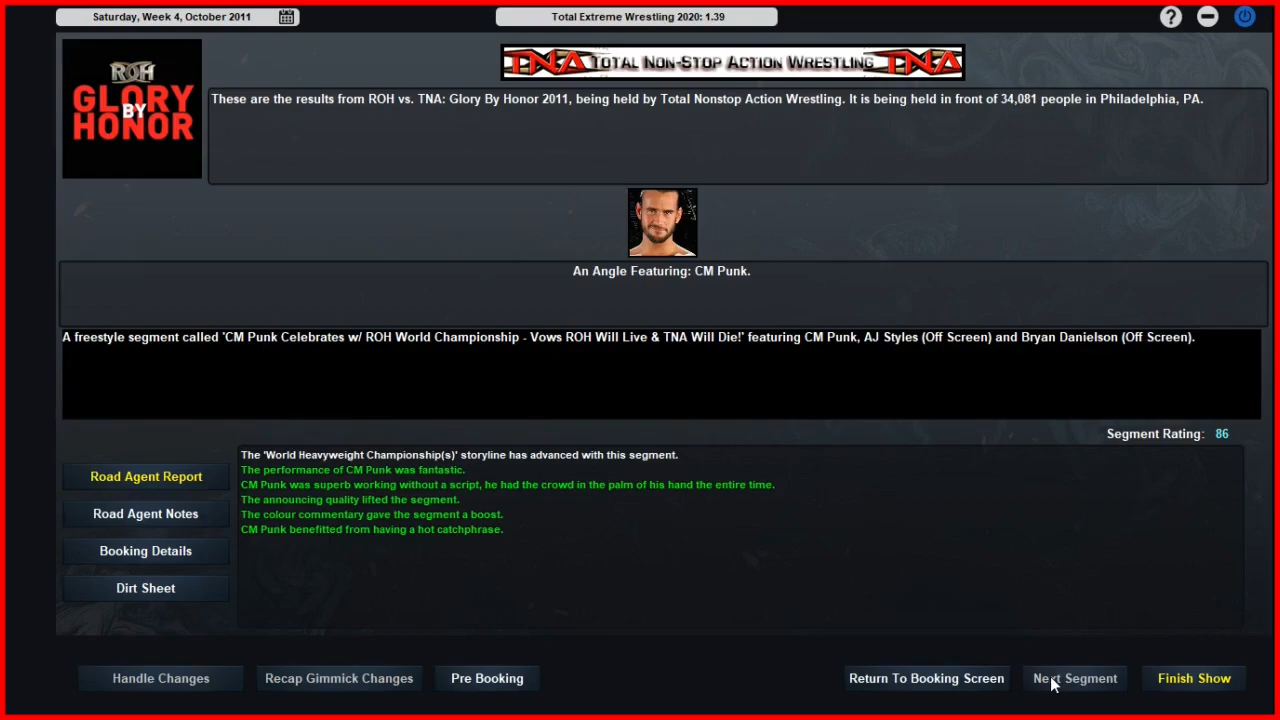 Saturday, Week 4, October 2011
Total Extreme Wrestling 2020: 1.39
?
ROH
GLORY
BY
HONOR
TNA TOTAL NON-STOP ACTION WRESTLING TNA
These are the results from ROH vs. TNA: Glory By Honor 2011, being held by Total Nonstop Action Wrestling. It is being held in front of 34,081 people in Philadelphia, PA.
An Angle Featuring: CM Punk.
A freestyle segment called 'CM Punk Celebrates w/ ROH World Championship - Vows ROH Will Live & TNA Will Die!' featuring CM Punk, AJ Styles (Off Screen) and Bryan Danielson (Off Screen).
Segment Rating: 86
Road Agent Report
Road Agent Notes
Booking Details
Dirt Sheet
The 'World Heavyweight Championship(s)' storyline has advanced with this segment.
The performance of CM Punk was fantastic.
CM Punk was superb working without a script, he had the crowd in the palm of his hand the entire time.
The announcing quality lifted the segment.
The colour commentary gave the segment a boost.
CM Punk benefitted from having a hot catchphrase.
Handle Changes
Recap Gimmick Changes
Pre Booking
Return To Booking Screen
Next Segment
Finish Show